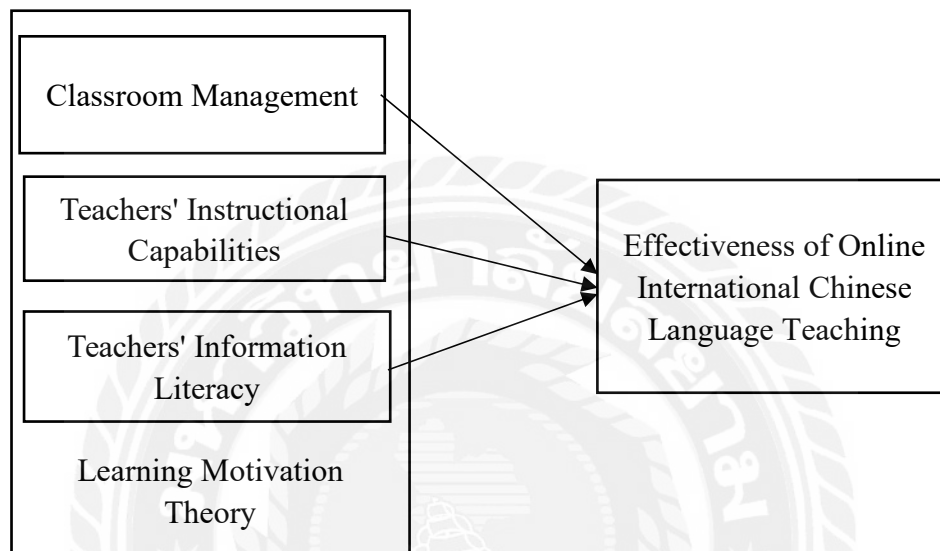 Classroom Management
Teachers' Instructional
Capabilities
Teachers' Information
Literacy
Learning Motivation
Theory
Effectiveness of Online
International Chinese
Language Teaching